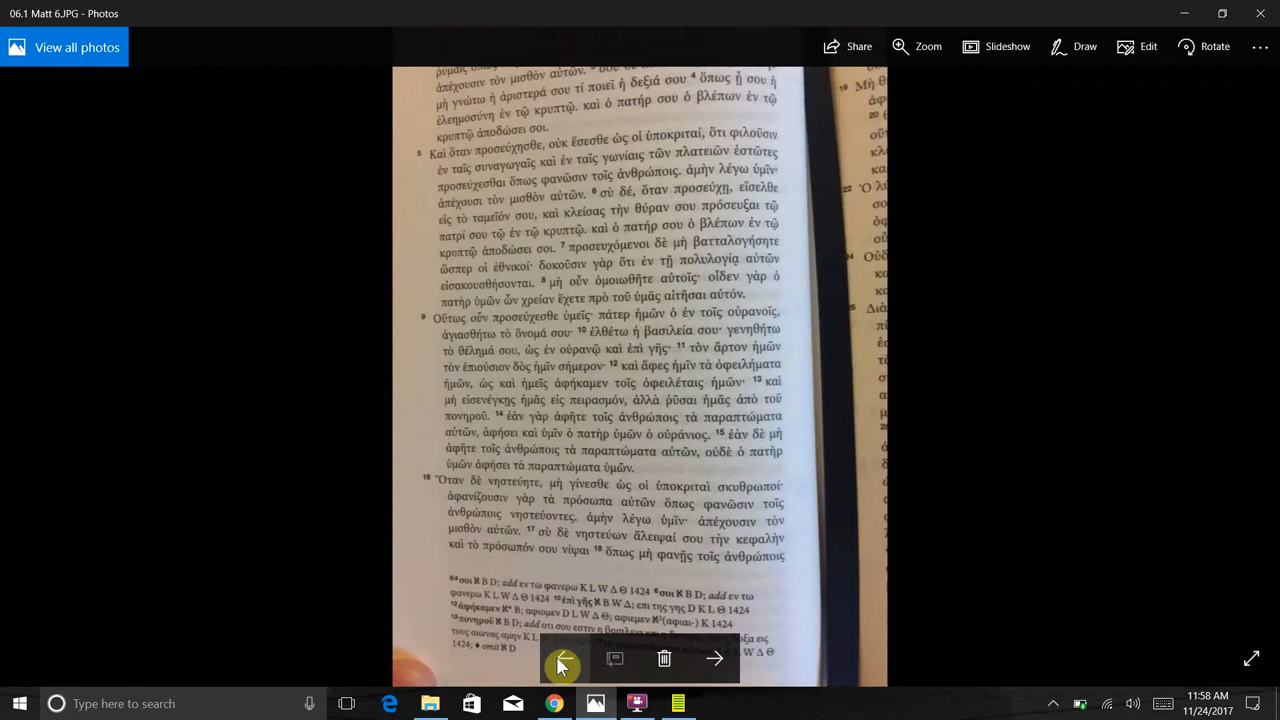 06.1 Matt 6.JPG - Photos
View all photos
Share Zoom Slideshow Draw Edit Rotate
ἀπέχουσιν τὸν μισθὸν αὐτῶν.
μὴ γνώτω ἡ ἀριστερά σου τί ποιεῖ ἡ δεξιά σου ⁴ ὅπως ᾖ σου ἡ
ἐλεημοσύνη ἐν τῷ κρυπτῷ. καὶ ὁ πατήρ σου ὁ βλέπων ἐν τῷ
κρυπτῷ ἀποδώσει σοι.
5 Καὶ ὅταν προσεύχησθε, οὐκ ἔσεσθε ὡς οἱ ὑποκριταί, ὅτι φιλοῦσιν
ἐν ταῖς συναγωγαῖς καὶ ἐν ταῖς γωνίαις τῶν πλατειῶν ἑστῶτες
προσεύχεσθαι ὅπως φανῶσιν τοῖς ἀνθρώποις. ἀμὴν λέγω ὑμῖν·
ἀπέχουσι τὸν μισθὸν αὐτῶν. ⁶ σὺ δέ, ὅταν προσεύχῃ, εἴσελθε
εἰς τὸ ταμεῖόν σου, καὶ κλείσας τὴν θύραν σου πρόσευξαι τῷ
πατρί σου τῷ ἐν τῷ κρυπτῷ. καὶ ὁ πατήρ σου ὁ βλέπων ἐν τῷ
κρυπτῷ ἀποδώσει σοι. ⁷ προσευχόμενοι δὲ μὴ βατταλογήσητε
ὥσπερ οἱ ἐθνικοί· δοκοῦσιν γὰρ ὅτι ἐν τῇ πολυλογίᾳ αὐτῶν
εἰσακουσθήσονται. ⁸ μὴ οὖν ὁμοιωθῆτε αὐτοῖς· οἶδεν γὰρ ὁ
πατὴρ ὑμῶν ὧν χρείαν ἔχετε πρὸ τοῦ ὑμᾶς αἰτῆσαι αὐτόν.
9 Οὕτως οὖν προσεύχεσθε ὑμεῖς· πάτερ ἡμῶν ὁ ἐν τοῖς οὐρανοῖς,
ἁγιασθήτω τὸ ὄνομά σου· ¹⁰ ἐλθέτω ἡ βασιλεία σου· γενηθήτω
τὸ θέλημά σου, ὡς ἐν οὐρανῷ καὶ ἐπὶ γῆς· ¹¹ τὸν ἄρτον ἡμῶν
τὸν ἐπιούσιον δὸς ἡμῖν σήμερον· ¹² καὶ ἄφες ἡμῖν τὰ ὀφειλήματα
ἡμῶν, ὡς καὶ ἡμεῖς ἀφήκαμεν τοῖς ὀφειλέταις ἡμῶν· ¹³ καὶ
μὴ εἰσενέγκῃς ἡμᾶς εἰς πειρασμόν, ἀλλὰ ῥῦσαι ἡμᾶς ἀπὸ τοῦ
πονηροῦ. ¹⁴ ἐὰν γὰρ ἀφῆτε τοῖς ἀνθρώποις τὰ παραπτώματα
αὐτῶν, ἀφήσει καὶ ὑμῖν ὁ πατὴρ ὑμῶν ὁ οὐράνιος. ¹⁵ ἐὰν δὲ μὴ
ἀφῆτε τοῖς ἀνθρώποις τὰ παραπτώματα αὐτῶν, οὐδὲ ὁ πατὴρ
ὑμῶν ἀφήσει τὰ παραπτώματα ὑμῶν.
16 Ὅταν δὲ νηστεύητε, μὴ γίνεσθε ὡς οἱ ὑποκριταὶ σκυθρωποί·
ἀφανίζουσιν γὰρ τὰ πρόσωπα αὐτῶν ὅπως φανῶσιν τοῖς
ἀνθρώποις νηστεύοντες. ἀμὴν λέγω ὑμῖν· ἀπέχουσιν τὸν
μισθὸν αὐτῶν. ¹⁷ σὺ δὲ νηστεύων ἄλειψαί σου τὴν κεφαλὴν
καὶ τὸ πρόσωπόν σου νίψαι ¹⁸ ὅπως μὴ φανῇς τοῖς ἀνθρώποις
σοι ℵ B D; add εν τω φανερω K L W Δ Θ 1424 ⁶ σοι ℵ B D; add εν τω
φανερω K L W Δ Θ 1424 ¹⁰ ἐπὶ γῆς ℵ B W Δ; επι της γης D K L Θ 1424
¹² ἀφήκαμεν ℵ* B; αφιομεν D L W Δ Θ; αφιεμεν ℵ²(αφιαι-) K 1424
¹³ πονηροῦ ℵ B D; add οτι σου εστιν η βασιλεια και η
τους αιωνας αμην K L
1424; ♦ omit ℵ D
19 Μὴ
20
22 Ὁ λύ
24 Οὐδ
25 Διὰ
Type here to search
11:58 AM
11/24/2017